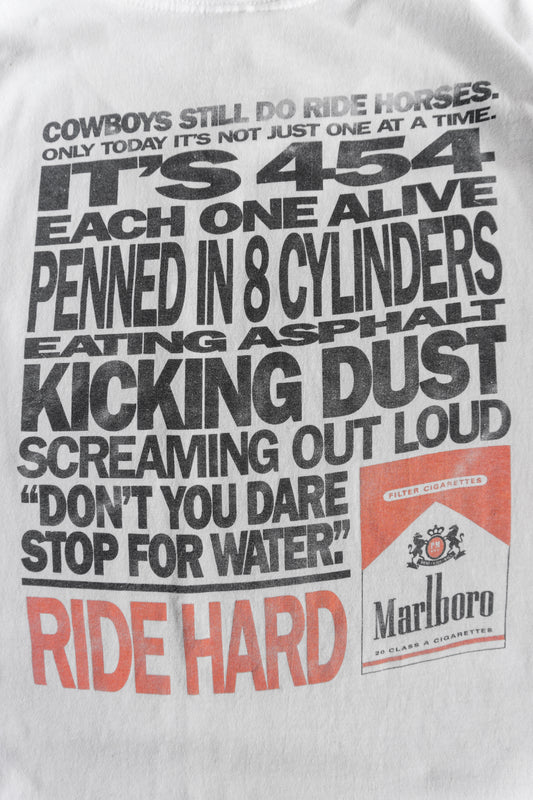 COWBOYS STILL DO RIDE HORSES.
ONLY TODAY IT'S NOT JUST ONE AT A TIME.
IT'S 454
EACH ONE ALIVE
PENNED IN 8 CYLINDERS
EATING ASPHALT
KICKING DUST
SCREAMING OUT LOUD
“DON'T YOU DARE
STOP FOR WATER.”
RIDE HARD
FILTER CIGARETTES
Marlboro
20 CLASS A CIGARETTES